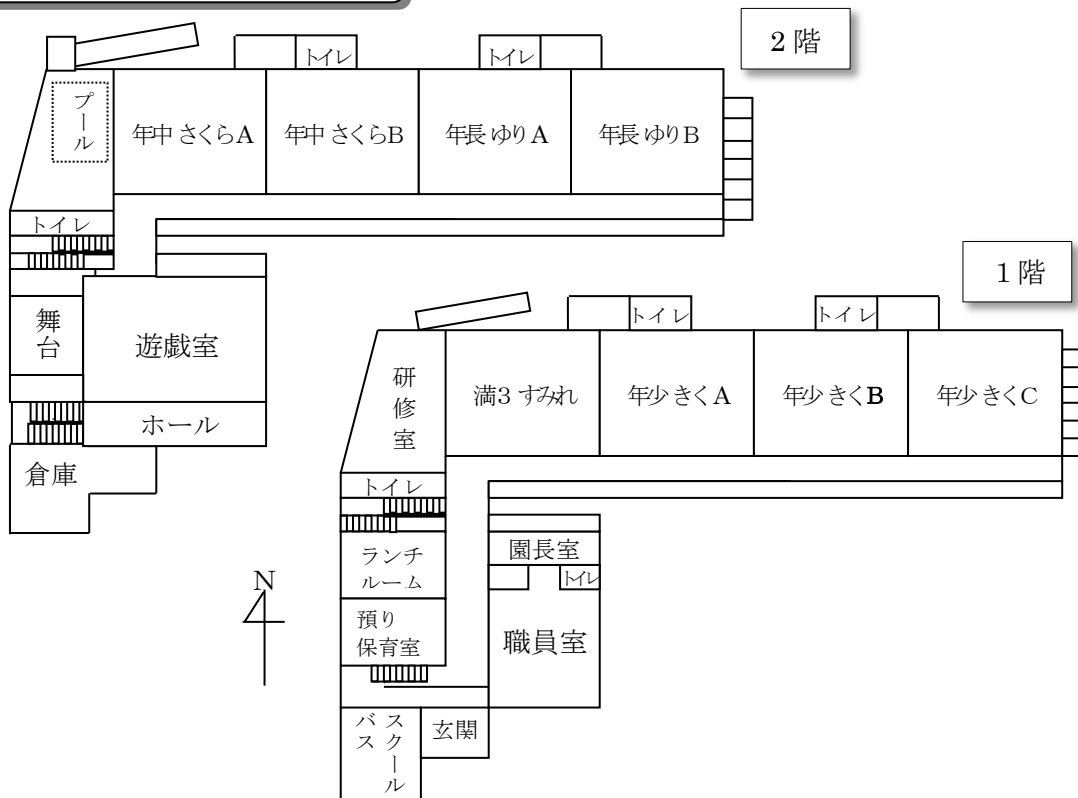 2階
トイレ
トイレ
プール
年中 さくらA
年中 さくらB
年長 ゆりA
年長 ゆりB
トイレ
舞台
遊戯室
ホール
倉庫
1階
トイレ
トイレ
研修室
満3 すみれ
年少 きくA
年少 きくB
年少 きくC
トイレ
ランチ
ルーム
園長室
トイレ
預り
保育室
職員室
N
スクール
バス
玄関